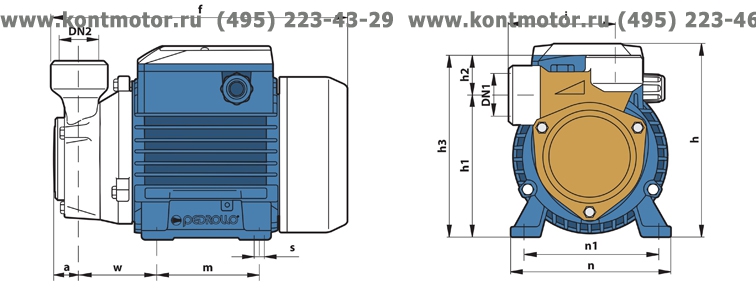 www.kontmotor.ru (495) 223-43-29 www.kontmotor.ru (495) 223-46
f
DN2
PEDROLLO
s
a
w
m
i
h2
DN1
h3
h1
h
n1
n